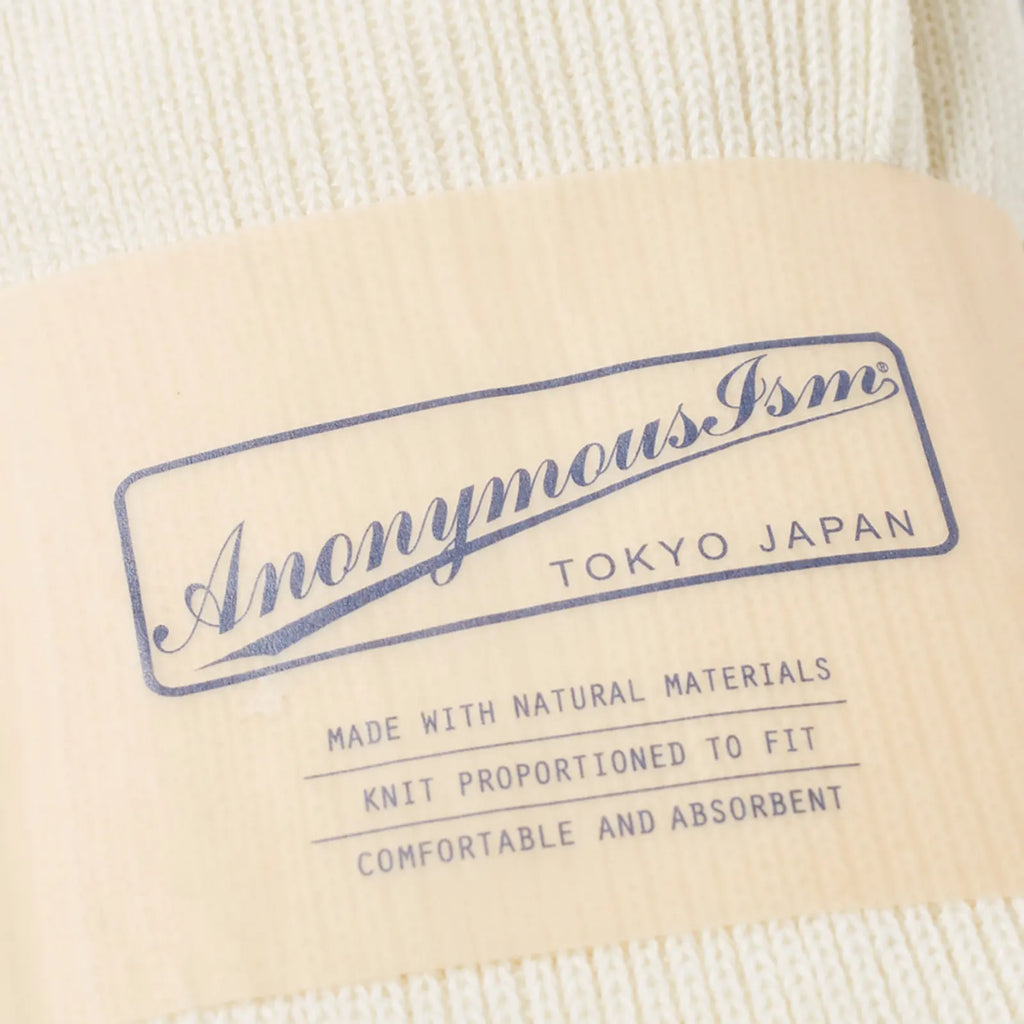 AnonymousIsm®
TOKYO JAPAN
MADE WITH NATURAL MATERIALS
KNIT PROPORTIONED TO FIT
COMFORTABLE AND ABSORBENT